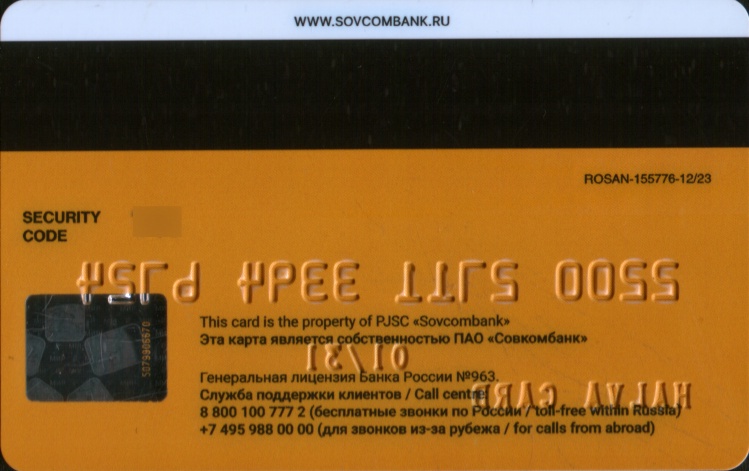 WWW.SOVCOMBANK.RU
ROSAN-155776-12/23
SECURITY
CODE
This card is the property of PJSC «Sovcombank»
Эта карта является собственностью ПАО «Совкомбанк»
Генеральная лицензия Банка России №963.
HALVA CARD
Служба поддержки клиентов / Call centre:
8 800 100 777 2 (бесплатные звонки по России / toll-free within Russia)
+7 495 988 00 00 (для звонков из-за рубежа / for calls from abroad)